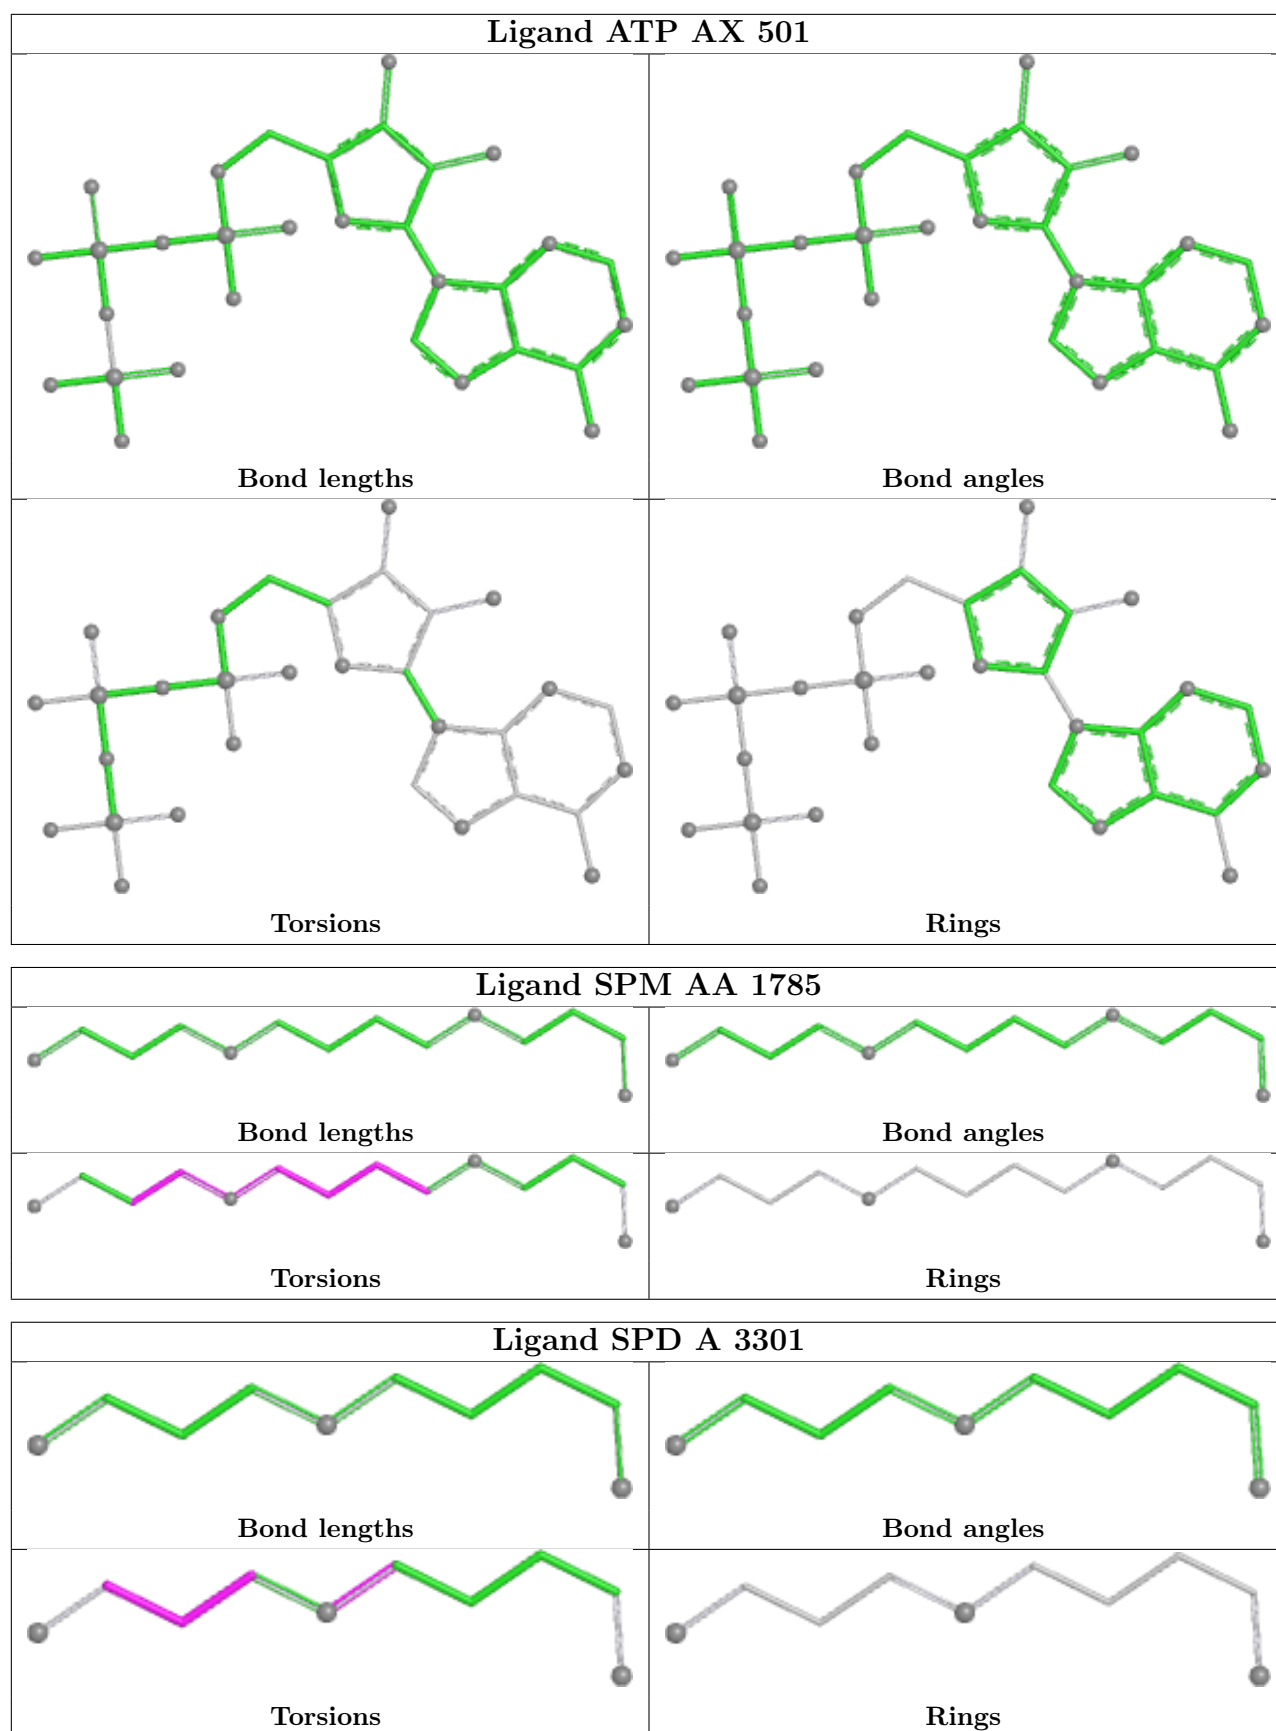 Ligand ATP AX 501
Bond lengths
Bond angles
Torsions
Rings
Ligand SPM AA 1785
Bond lengths
Bond angles
Torsions
Rings
Ligand SPD A 3301
Bond lengths
Bond angles
Torsions
Rings